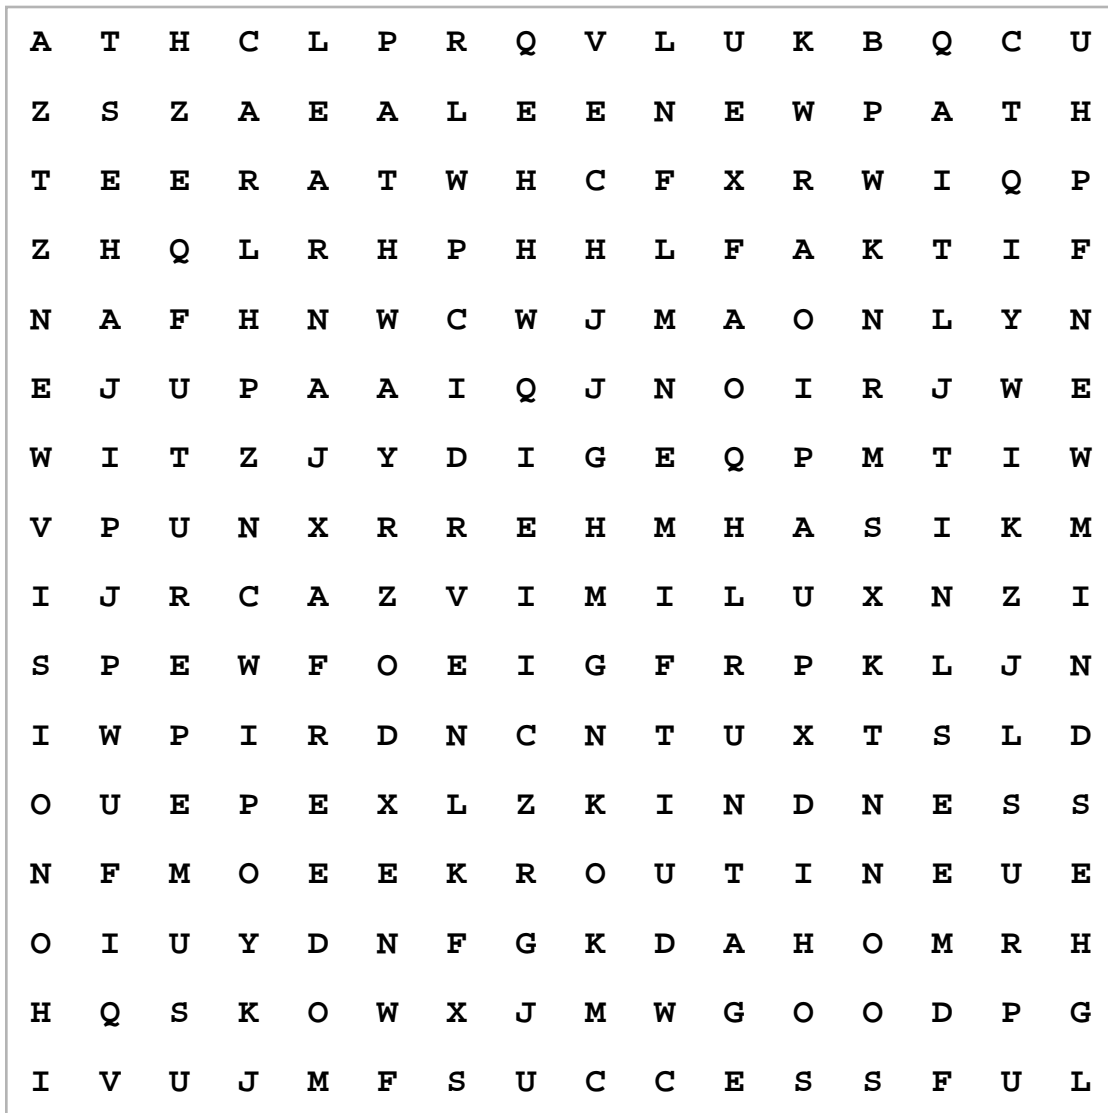 A T H C L P R Q V L U K B Q C U
Z S Z A E A L E E N E W P A T H
T E E R A T W H C F X R W I Q P
Z H Q L R H P H H L F A K T I F
N A F H N W C W J M A O N L Y N
E J U P A A I Q J N O I R J W E
W I T Z J Y D I G E Q P M T I W
V P U N X R R E H M H A S I K M
I J R C A Z V I M I L U X N Z I
S P E W F O E I G F R P K L J N
I W P I R D N C N T U X T S L D
O U E P E X L Z K I N D N E S S
N F M O E E K R O U T I N E U E
O I U Y D N F G K D A H O M R H
H Q S K O W X J M W G O O D P G
I V U J M F S U C C E S S F U L